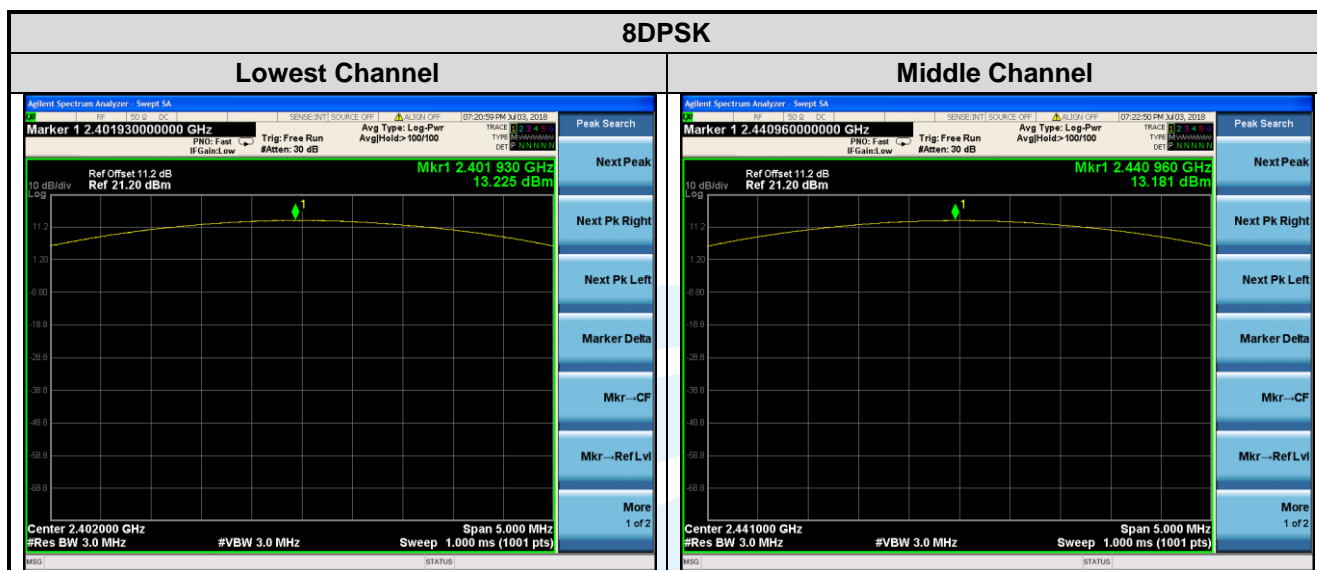 8DPSK
Lowest Channel
Middle Channel
Agilent Spectrum Analyzer - Swept SA
RF 50 Ω DC SENSE:INT SOURCE OFF ALIGN OFF 07:20:59 PM Jul 03, 2018
Marker 1 2.401930000000 GHz
PNO: Fast
IFGain:Low
Trig: Free Run
#Atten: 30 dB
Avg Type: Log-Pwr
Avg|Hold:> 100/100
TRACE 1 2 3 4 5 6
TYPE M
DET P N N N N N
Peak Search
Mkr1 2.401 930 GHz
13.225 dBm
Ref Offset 11.2 dB
10 dB/div Ref 21.20 dBm
Log
11.2
1.20
-8.80
-18.8
-28.8
-38.8
-48.8
-58.8
-68.8
Center 2.402000 GHz Span 5.000 MHz
#Res BW 3.0 MHz #VBW 3.0 MHz Sweep 1.000 ms (1001 pts)
MSG STATUS
Next Peak
Next Pk Right
Next Pk Left
Marker Delta
Mkr→CF
Mkr→Ref Lvl
More
1 of 2
Agilent Spectrum Analyzer - Swept SA
RF 50 Ω DC SENSE:INT SOURCE OFF ALIGN OFF 07:22:50 PM Jul 03, 2018
Marker 1 2.440960000000 GHz
PNO: Fast
IFGain:Low
Trig: Free Run
#Atten: 30 dB
Avg Type: Log-Pwr
Avg|Hold:> 100/100
TRACE 1 2 3 4 5 6
TYPE M
DET P N N N N N
Peak Search
Mkr1 2.440 960 GHz
13.181 dBm
Ref Offset 11.2 dB
10 dB/div Ref 21.20 dBm
Log
11.2
1.20
-8.80
-18.8
-28.8
-38.8
-48.8
-58.8
-68.8
Center 2.441000 GHz Span 5.000 MHz
#Res BW 3.0 MHz #VBW 3.0 MHz Sweep 1.000 ms (1001 pts)
MSG STATUS
Next Peak
Next Pk Right
Next Pk Left
Marker Delta
Mkr→CF
Mkr→Ref Lvl
More
1 of 2